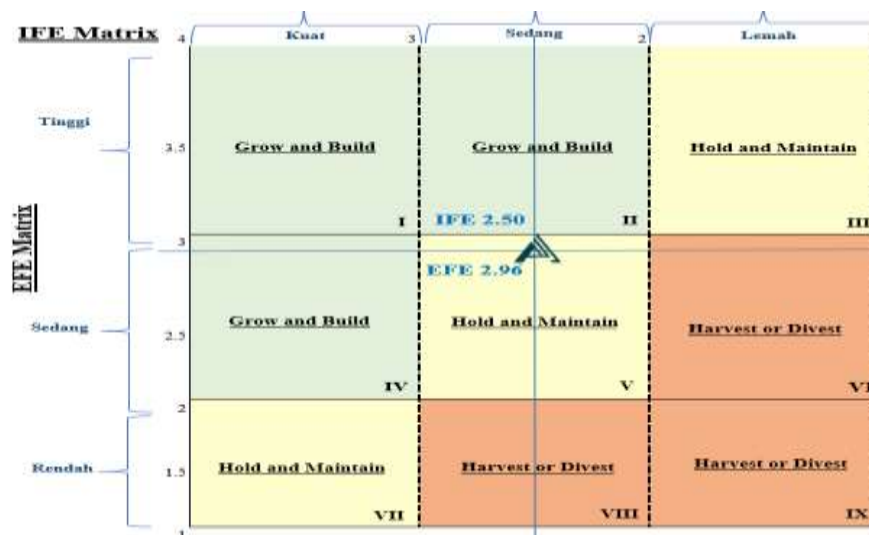 IFE Matrix
4
Kuat
3
Sedang
2
Lemah
Tinggi
3.5
Grow and Build
Grow and Build
Hold and Maintain
I
IFE 2.50
II
III
3
EFE Matrix
EFE 2.96
Sedang
2.5
Grow and Build
Hold and Maintain
Harvest or Divest
IV
V
VI
2
Rendah
1.5
Hold and Maintain
Harvest or Divest
Harvest or Divest
VII
VIII
IX